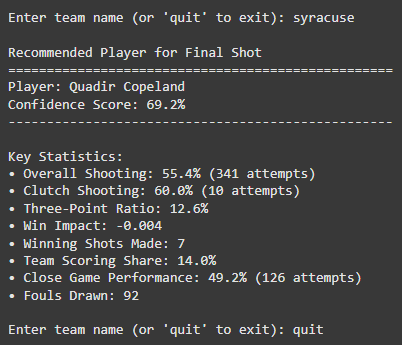 Enter team name (or 'quit' to exit): syracuse
Recommended Player for Final Shot
==================================================
Player: Quadir Copeland
Confidence Score: 69.2%
--------------------------------------------------
Key Statistics:
• Overall Shooting: 55.4% (341 attempts)
• Clutch Shooting: 60.0% (10 attempts)
• Three-Point Ratio: 12.6%
• Win Impact: -0.004
• Winning Shots Made: 7
• Team Scoring Share: 14.0%
• Close Game Performance: 49.2% (126 attempts)
• Fouls Drawn: 92
Enter team name (or 'quit' to exit): quit